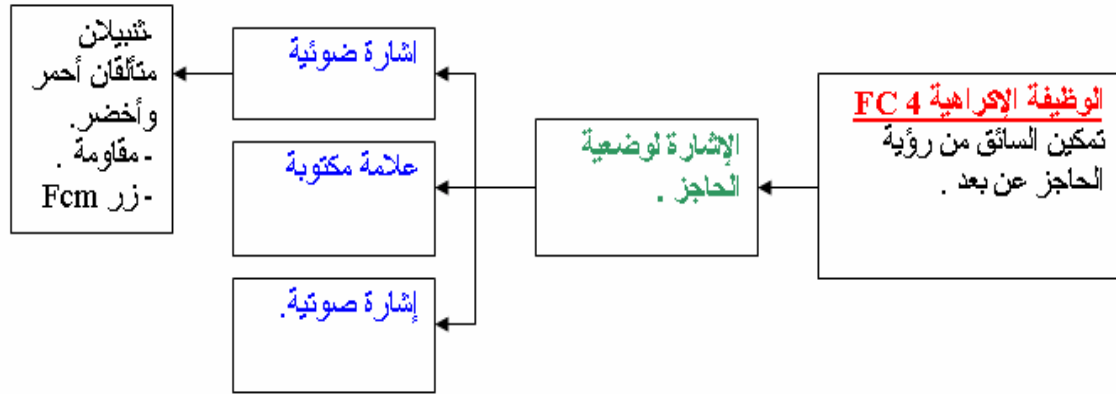 الوظيفة الإكراهية FC 4
تمكين السائق من رؤية
الحاجز عن بعد .
الإشارة لوضعية
الحاجز .
اشارة ضوئية
علامة مكتوبة
إشارة صوتية.
ثنبيلان
متألقان أحمر
وأخضر.
- مقاومة .
- زر Fcm